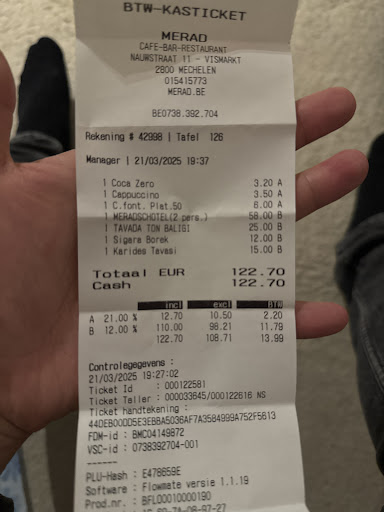 BTW-KASTICKET
MERAD
CAFE-BAR-RESTAURANT
NAUWSTRAAT 11 - VISMARKT
2800 MECHELEN
015415773
MERAD.BE
BE0738.392.704
Rekening # 42998 | Tafel 126
Manager | 21/03/2025 19:37
1 Coca Zero 3.20 A
1 Cappuccino 3.50 A
1 C.font. Plat.50 6.00 A
1 MERADSCHOTEL(2 pers.) 58.00 B
1 TAVADA TON BALIGI 25.00 B
1 Sigara Borek 12.00 B
1 Karides Tavasi 15.00 B
Totaal EUR 122.70
Cash 122.70
incl excl BTW
A 21.00 % 12.70 10.50 2.20
B 12.00 % 110.00 98.21 11.79
122.70 108.71 13.99
Controlegegevens :
21/03/2025 19:27:02
Ticket Id : 000122581
Ticket Teller : 000033645/000122616 NS
Ticket handtekening :
44DEB00DD5E3EBBA5036AF7A3584999A752F5613
FDM-id : BMC04149872
VSC-id : 0738392704-001
------
PLU-Hash : E478659E
Software : Flowmate versie 1.1.19
Prod.nr. : BFLO0010000190